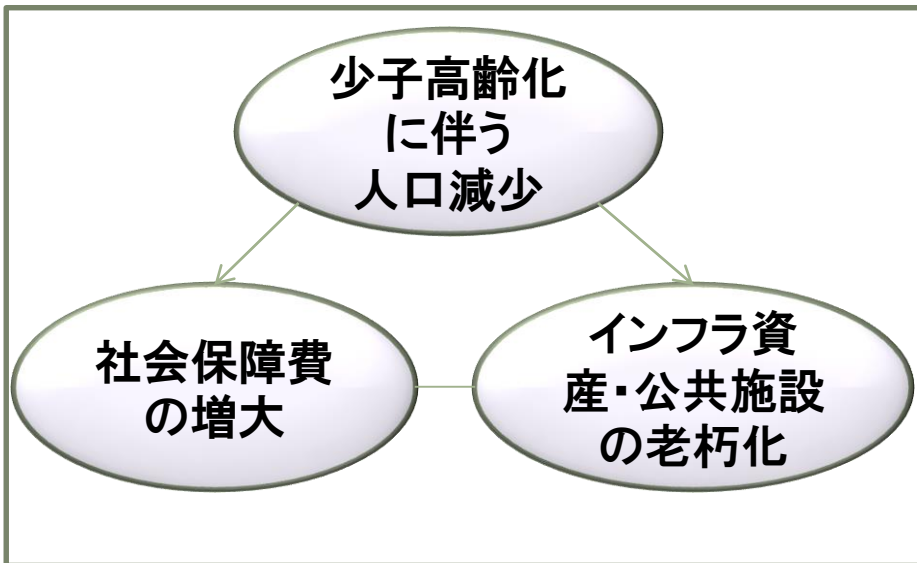 少子高齢化
に伴う
人口減少
社会保障費
の増大
インフラ資
産・公共施設
の老朽化